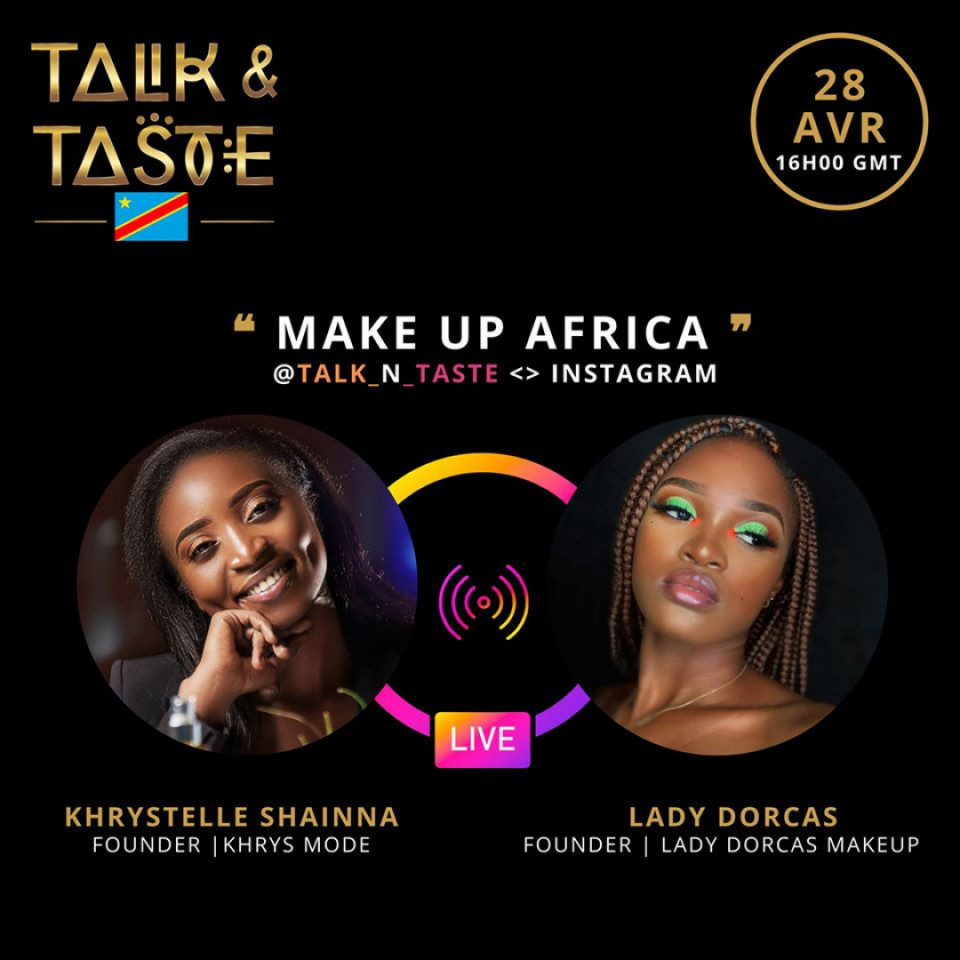 TALK &
TASTE
28
AVR
16H00 GMT
❝ MAKE UP AFRICA ❞
@TALK_N_TASTE <> INSTAGRAM
LIVE
KHRYSTELLE SHAINNA
FOUNDER |KHRYS MODE
LADY DORCAS
FOUNDER | LADY DORCAS MAKEUP